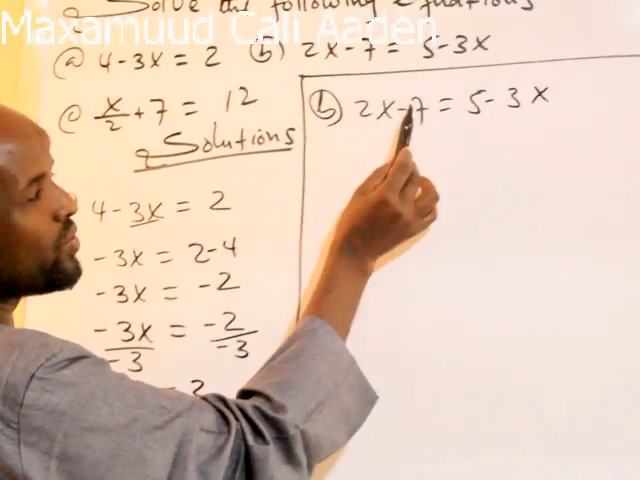 Solve the following equations
Maxamuud Cali Aaden
(a) 4 - 3x = 2 (b) 2x - 7 = 5 - 3x
(c) x/2 + 7 = 12
Solutions
4 - 3x = 2
-3x = 2 - 4
-3x = -2
-3x/-3 = -2/-3
(b) 2x - 7 = 5 - 3x